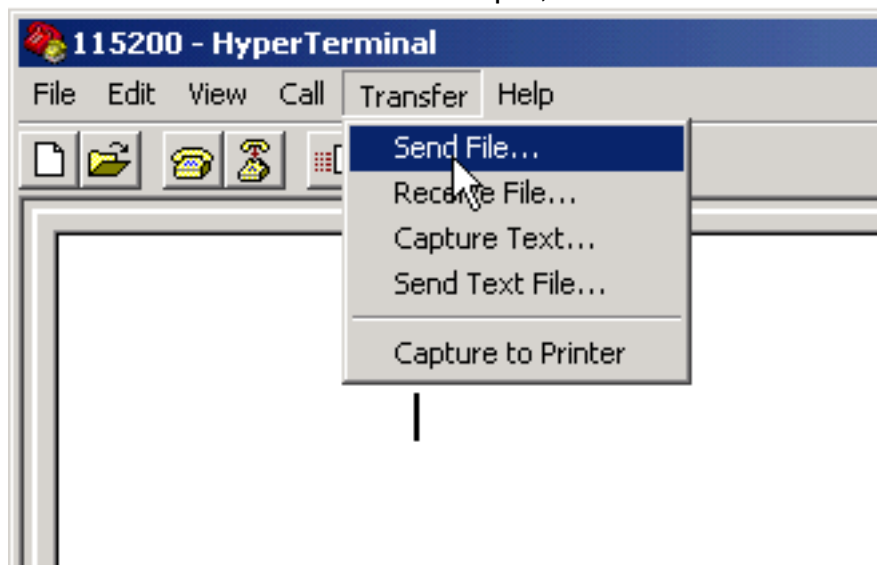 115200 - HyperTerminal
File Edit View Call Transfer Help
Send File...
Receive File...
Capture Text...
Send Text File...
Capture to Printer